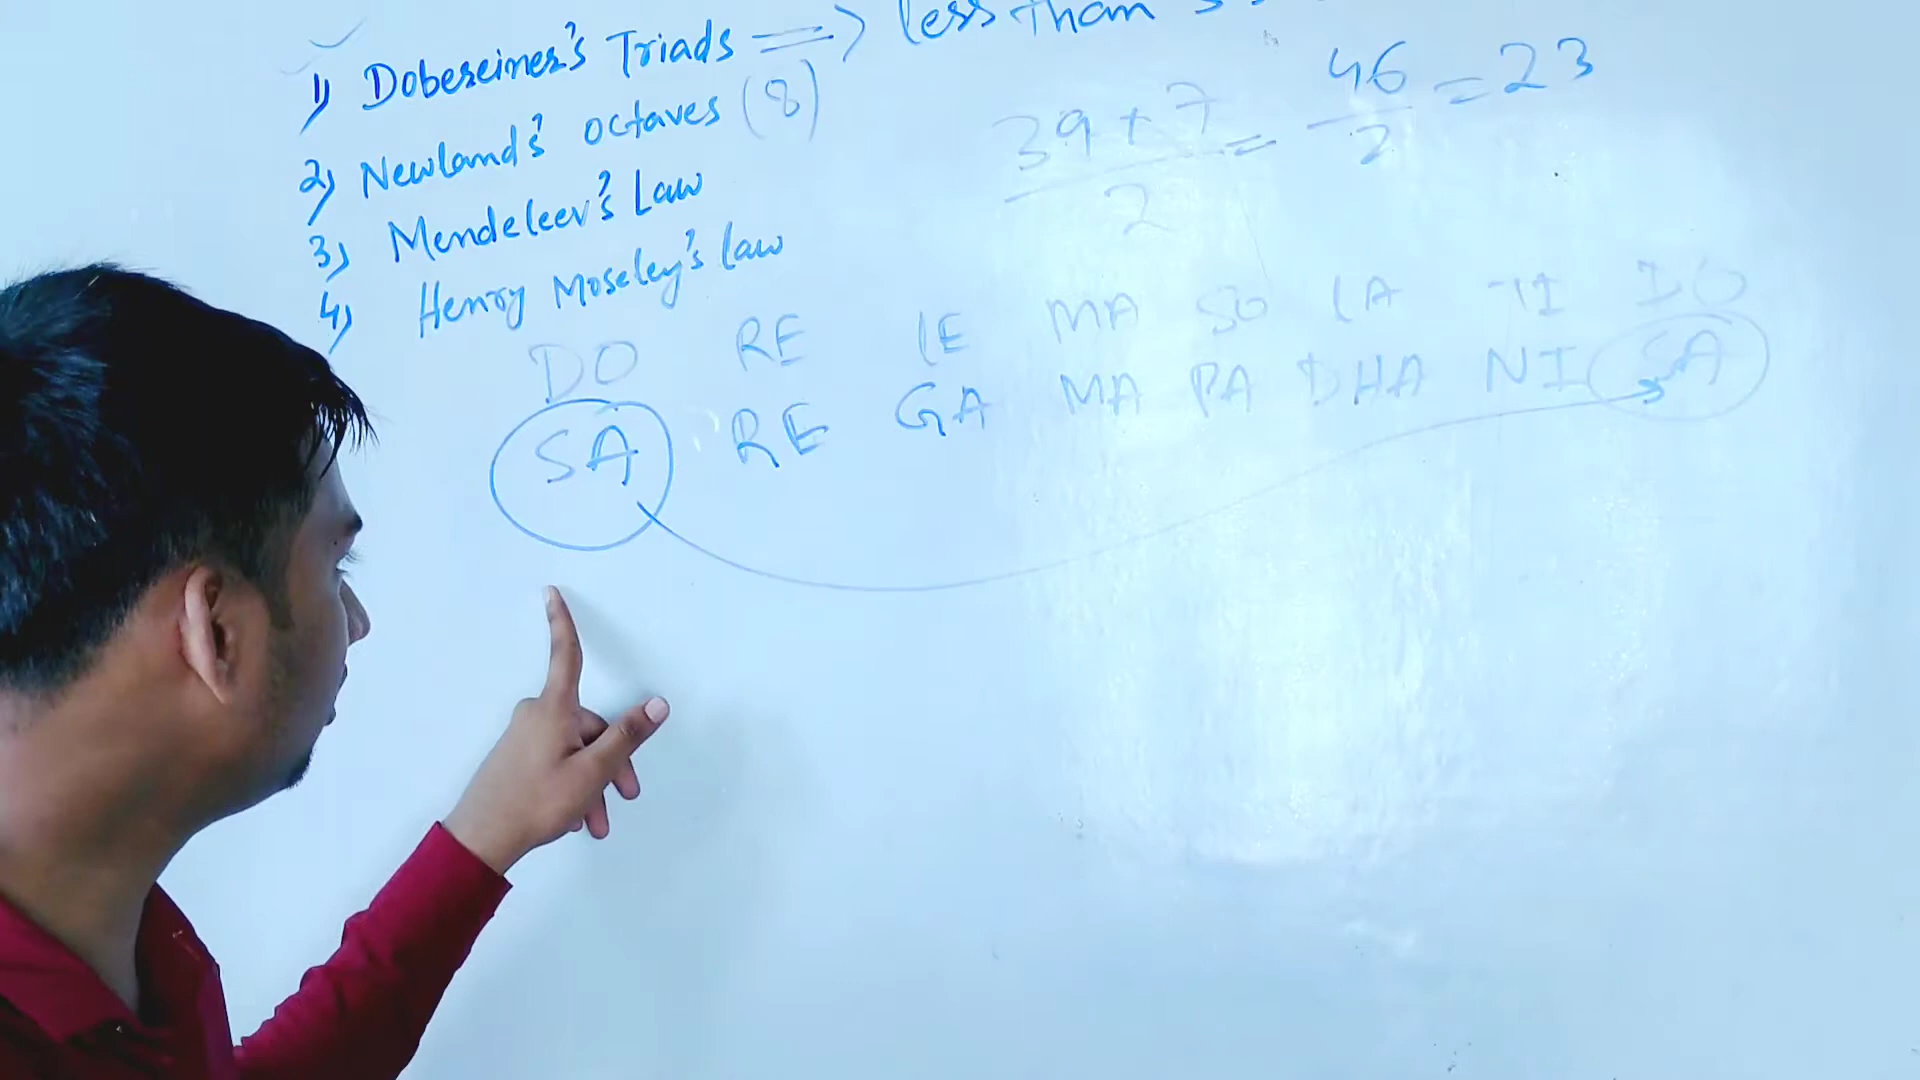 1) Dobereiner's Triads => less than
2) Newland's octaves (8)
3) Mendeleev's Law
4) Henry Moseley's law
39 + 7 / 2 = 46 / 2 = 23
DO RE LE MA SO LA TI DO
SA RE GA MA PA DHA NI SA